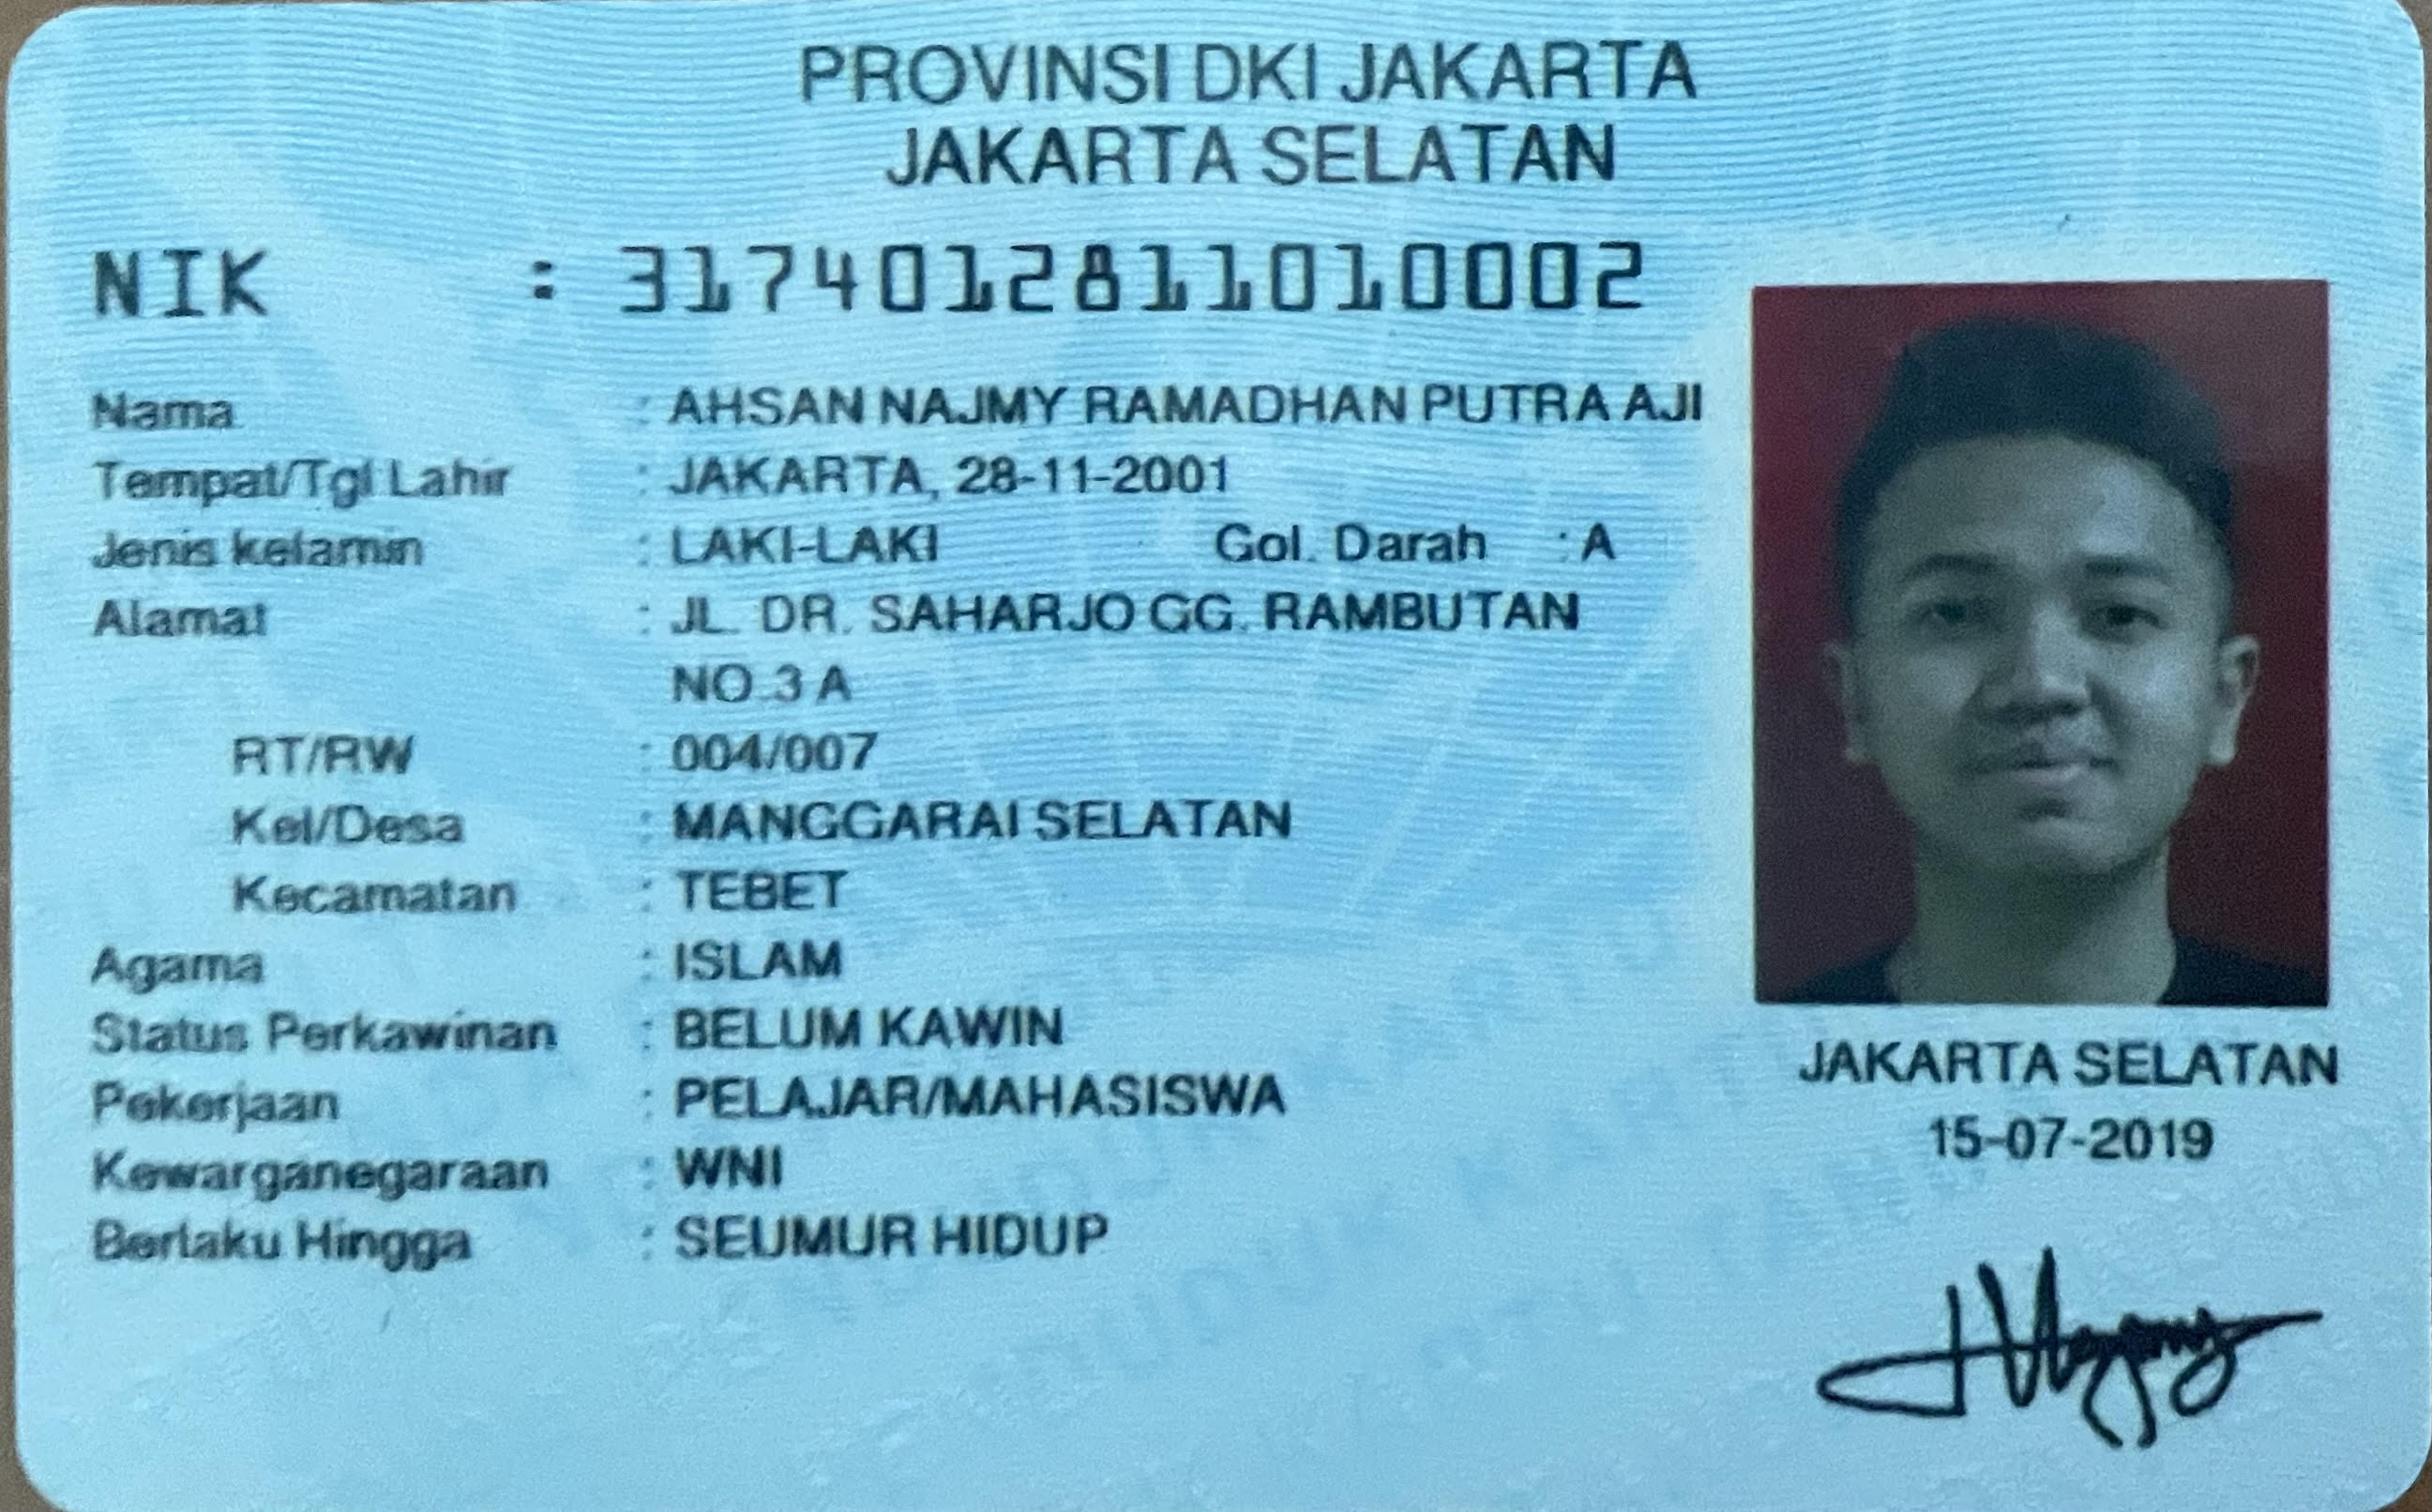 PROVINSI DKI JAKARTA
JAKARTA SELATAN
NIK : 3174012811010002
Nama : AHSAN NAJMY RAMADHAN PUTRA AJI
Tempat/Tgl Lahir : JAKARTA, 28-11-2001
Jenis kelamin : LAKI-LAKI Gol. Darah : A
Alamat : JL. DR. SAHARJO GG. RAMBUTAN
NO.3 A
RT/RW : 004/007
Kel/Desa : MANGGARAI SELATAN
Kecamatan : TEBET
Agama : ISLAM
Status Perkawinan : BELUM KAWIN
Pekerjaan : PELAJAR/MAHASISWA
Kewarganegaraan : WNI
Berlaku Hingga : SEUMUR HIDUP
JAKARTA SELATAN
15-07-2019